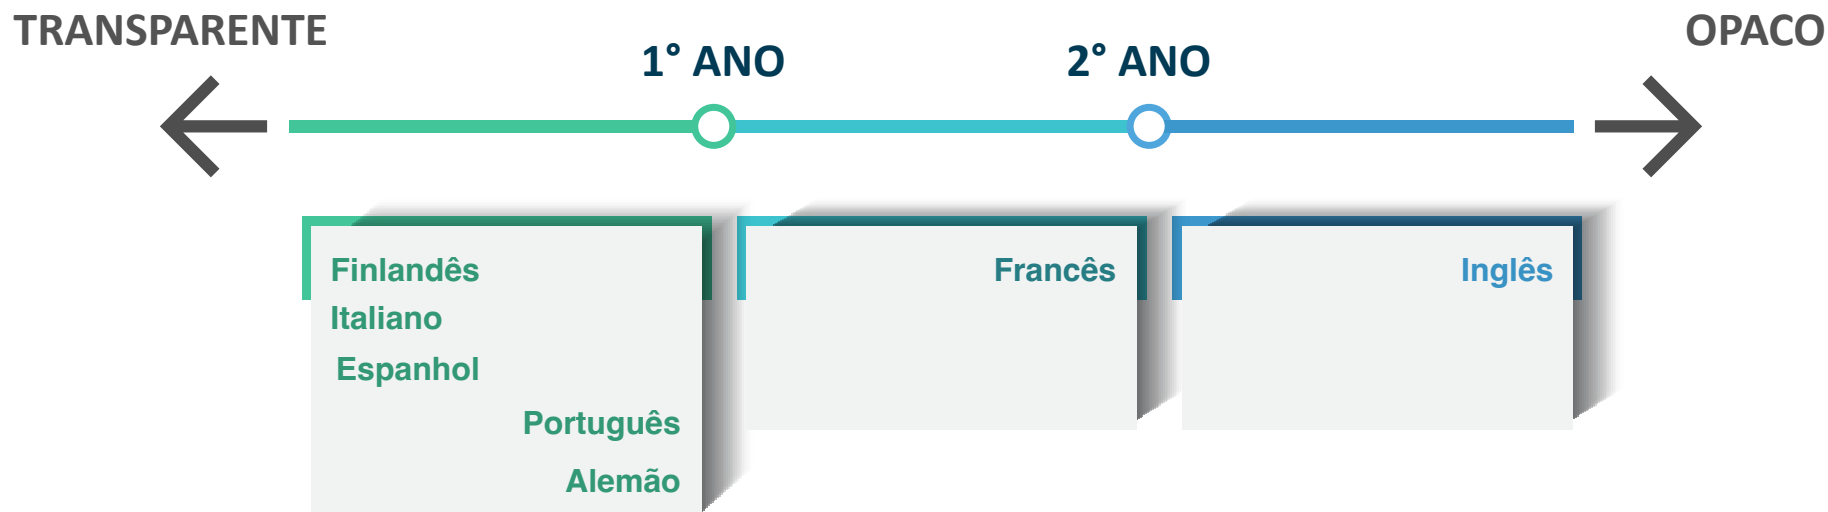 TRANSPARENTE
OPACO
1° ANO
2° ANO
Finlandês
Italiano
Espanhol
Português
Alemão
Francês
Inglês